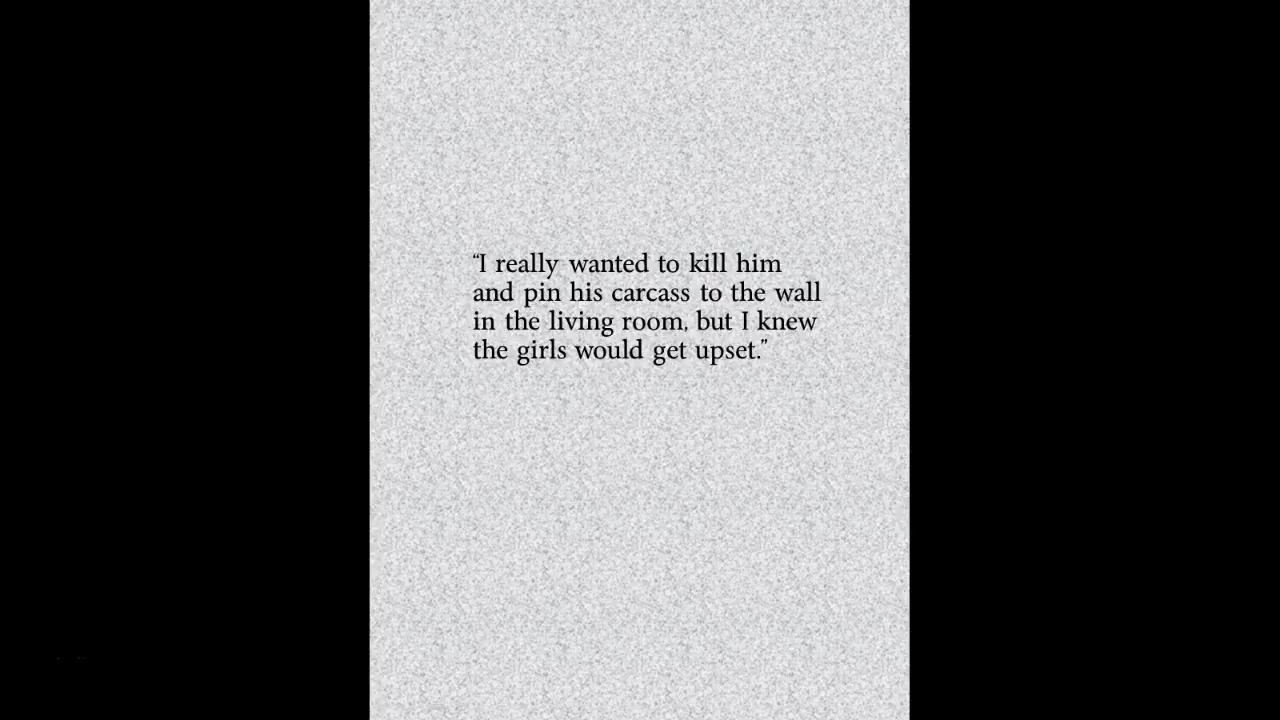 “I really wanted to kill him
and pin his carcass to the wall
in the living room, but I knew
the girls would get upset.”